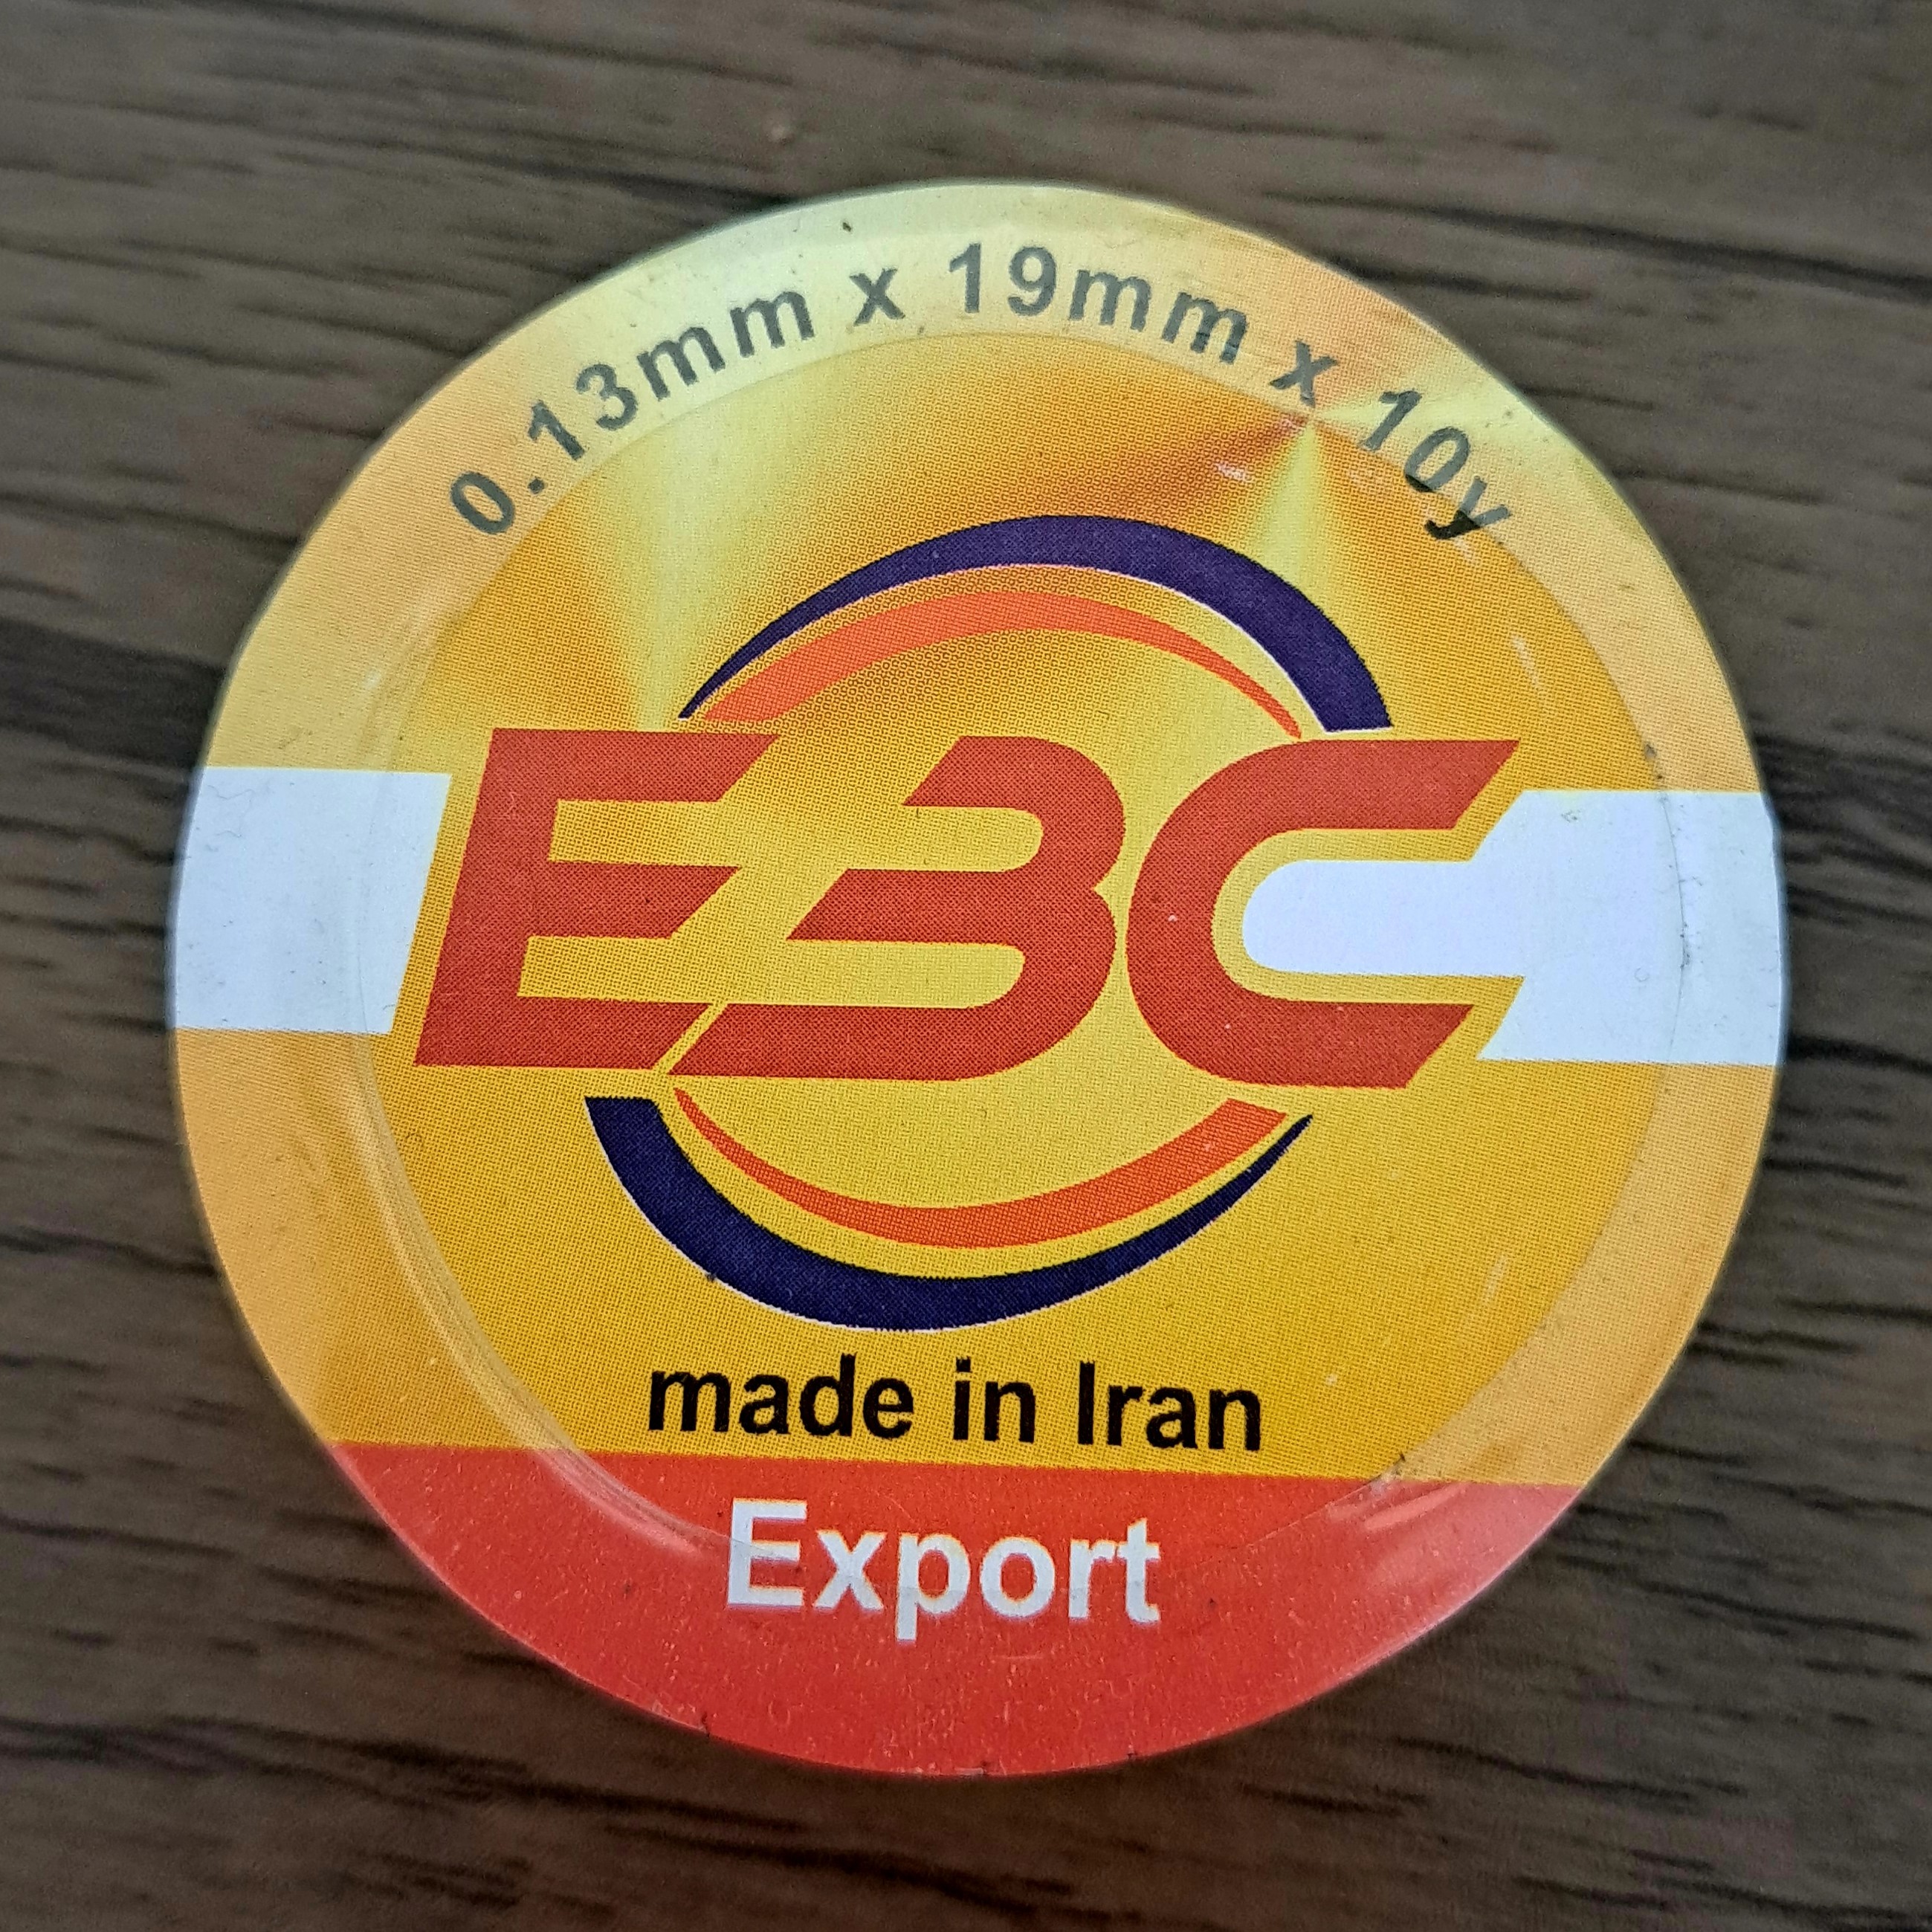 0.13mm x 19mm x 10y
EBC
made in Iran
Export